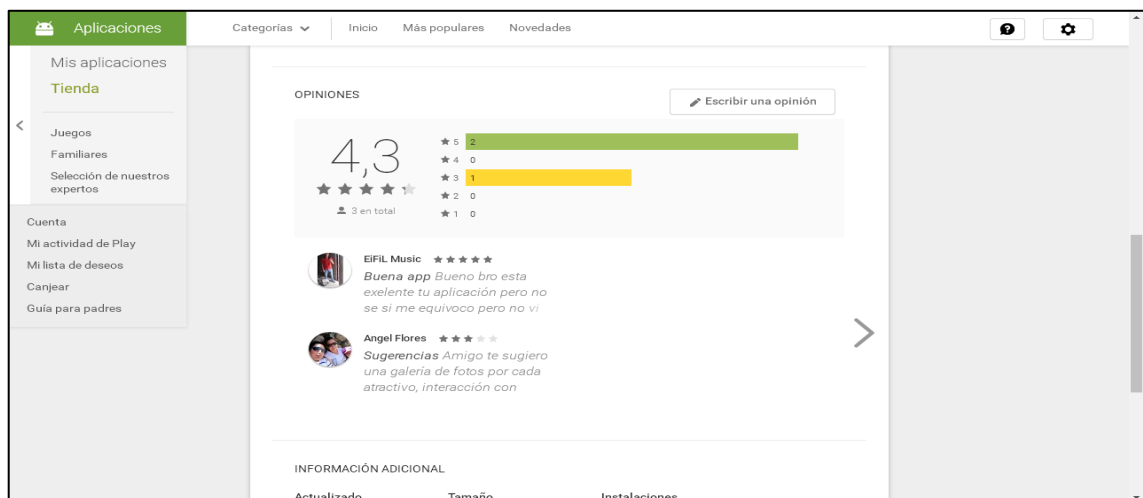 Aplicaciones
Categorías
Inicio
Más populares
Novedades
Mis aplicaciones
Tienda
Juegos
Familiares
Selección de nuestros
expertos
Cuenta
Mi actividad de Play
Mi lista de deseos
Canjear
Guía para padres
OPINIONES
Escribir una opinión
4,3
3 en total
5 2
4 0
3 1
2 0
1 0
EiFiL Music
Buena app Bueno bro esta
exelente tu aplicación pero no
se si me equivoco pero no vi
Angel Flores
Sugerencias Amigo te sugiero
una galería de fotos por cada
atractivo, interacción con
INFORMACIÓN ADICIONAL
Actualizado Tamaño Instalaciones